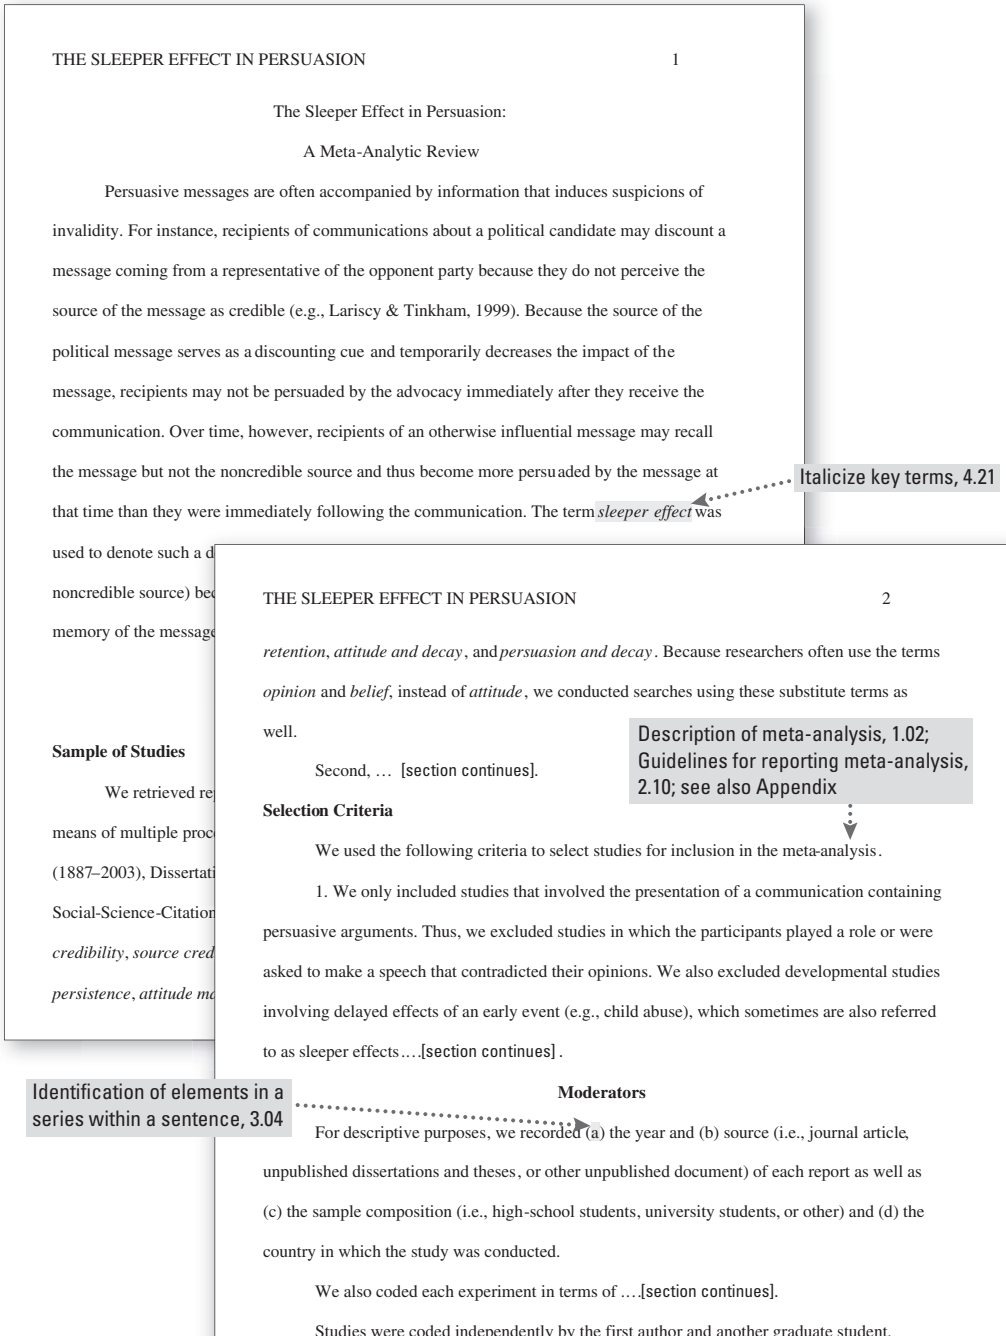 THE SLEEPER EFFECT IN PERSUASION 1
The Sleeper Effect in Persuasion:
A Meta-Analytic Review
Persuasive messages are often accompanied by information that induces suspicions of
invalidity. For instance, recipients of communications about a political candidate may discount a
message coming from a representative of the opponent party because they do not perceive the
source of the message as credible (e.g., Lariscy & Tinkham, 1999). Because the source of the
political message serves as a discounting cue and temporarily decreases the impact of the
message, recipients may not be persuaded by the advocacy immediately after they receive the
communication. Over time, however, recipients of an otherwise influential message may recall
the message but not the noncredible source and thus become more persuaded by the message at
that time than they were immediately following the communication. The term sleeper effect was
Italicize key terms, 4.21
used to denote such a d
noncredible source) bec
memory of the message
Sample of Studies
We retrieved rep
means of multiple proc
(1887–2003), Dissertati
Social-Science-Citation
credibility, source cred
persistence, attitude ma
THE SLEEPER EFFECT IN PERSUASION 2
retention, attitude and decay, and persuasion and decay. Because researchers often use the terms
opinion and belief, instead of attitude, we conducted searches using these substitute terms as
well.
Second, … [section continues].
Description of meta-analysis, 1.02;
Guidelines for reporting meta-analysis,
2.10; see also Appendix
Selection Criteria
We used the following criteria to select studies for inclusion in the meta-analysis.
1. We only included studies that involved the presentation of a communication containing
persuasive arguments. Thus, we excluded studies in which the participants played a role or were
asked to make a speech that contradicted their opinions. We also excluded developmental studies
involving delayed effects of an early event (e.g., child abuse), which sometimes are also referred
to as sleeper effects….[section continues].
Moderators
Identification of elements in a
series within a sentence, 3.04
For descriptive purposes, we recorded (a) the year and (b) source (i.e., journal article,
unpublished dissertations and theses, or other unpublished document) of each report as well as
(c) the sample composition (i.e., high-school students, university students, or other) and (d) the
country in which the study was conducted.
We also coded each experiment in terms of ….[section continues].
Studies were coded independently by the first author and another graduate student.